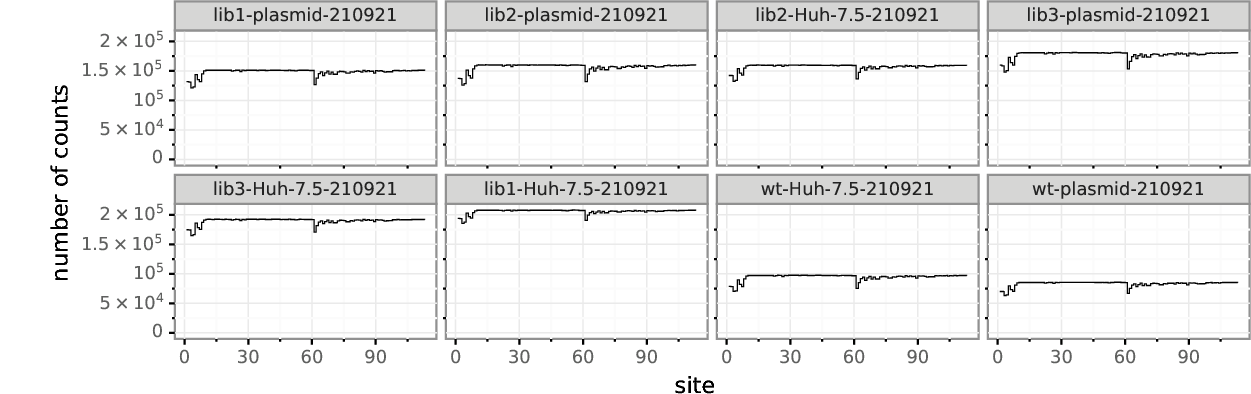 lib1-plasmid-210921 lib2-plasmid-210921 lib2-Huh-7.5-210921 lib3-plasmid-210921
2 × 10⁵
1.5 × 10⁵
10⁵
5 × 10⁴
0
number of counts
lib3-Huh-7.5-210921 lib1-Huh-7.5-210921 wt-Huh-7.5-210921 wt-plasmid-210921
2 × 10⁵
1.5 × 10⁵
10⁵
5 × 10⁴
0
0 30 60 90 0 30 60 90 0 30 60 90 0 30 60 90
site